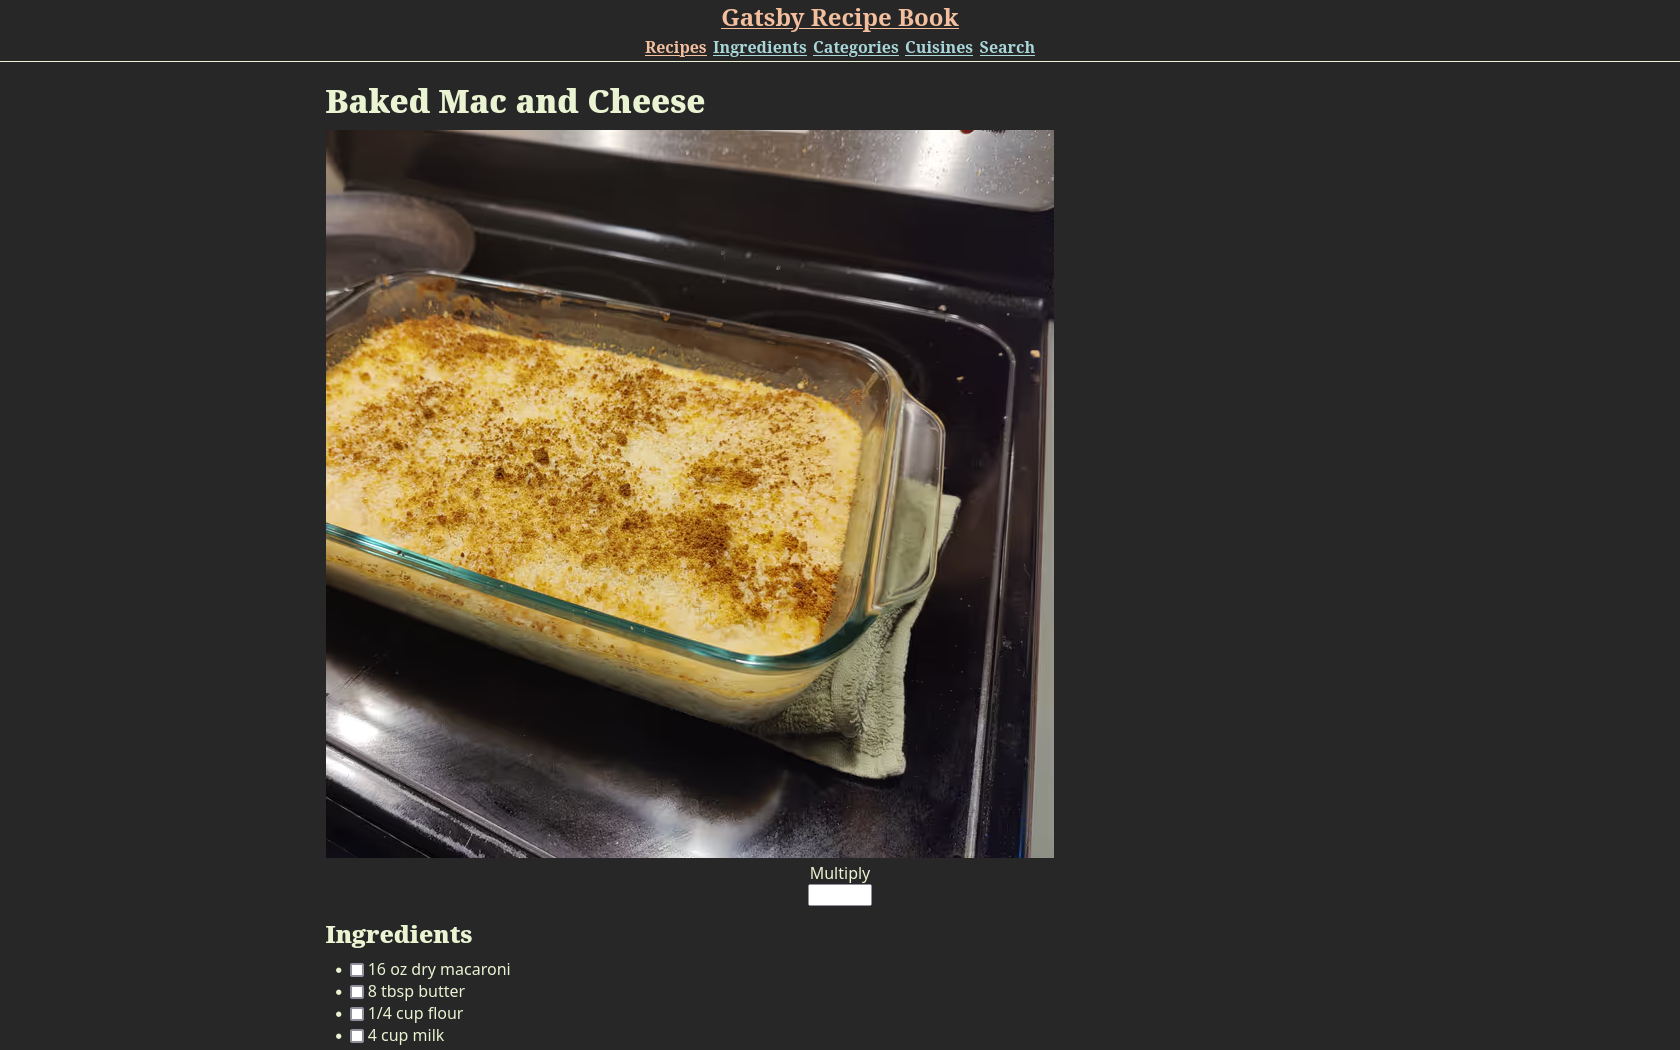 Gatsby Recipe Book
Recipes Ingredients Categories Cuisines Search
Baked Mac and Cheese
Multiply
Ingredients
16 oz dry macaroni
8 tbsp butter
1/4 cup flour
4 cup milk